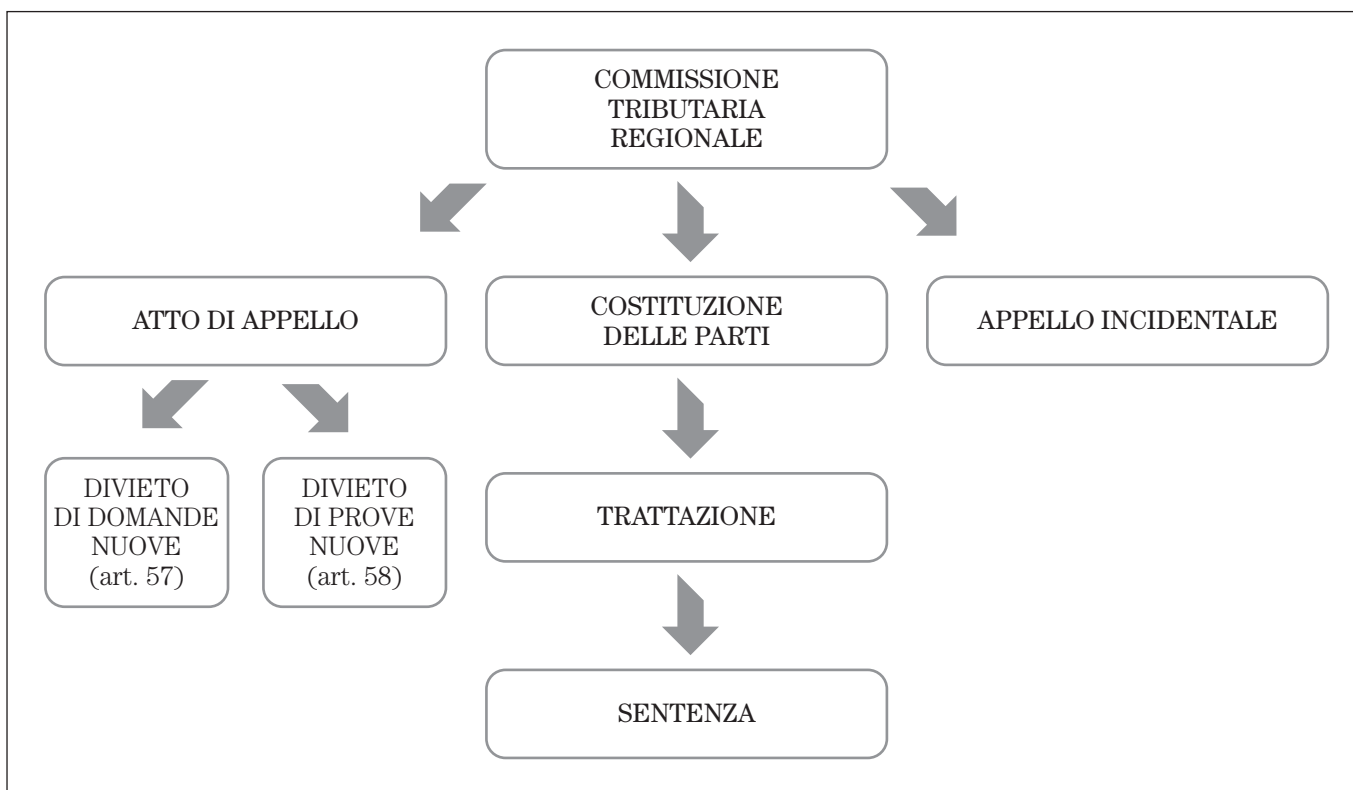 COMMISSIONE
TRIBUTARIA
REGIONALE
ATTO DI APPELLO
COSTITUZIONE
DELLE PARTI
APPELLO INCIDENTALE
DIVIETO
DI DOMANDE
NUOVE
(art. 57)
DIVIETO
DI PROVE
NUOVE
(art. 58)
TRATTAZIONE
SENTENZA